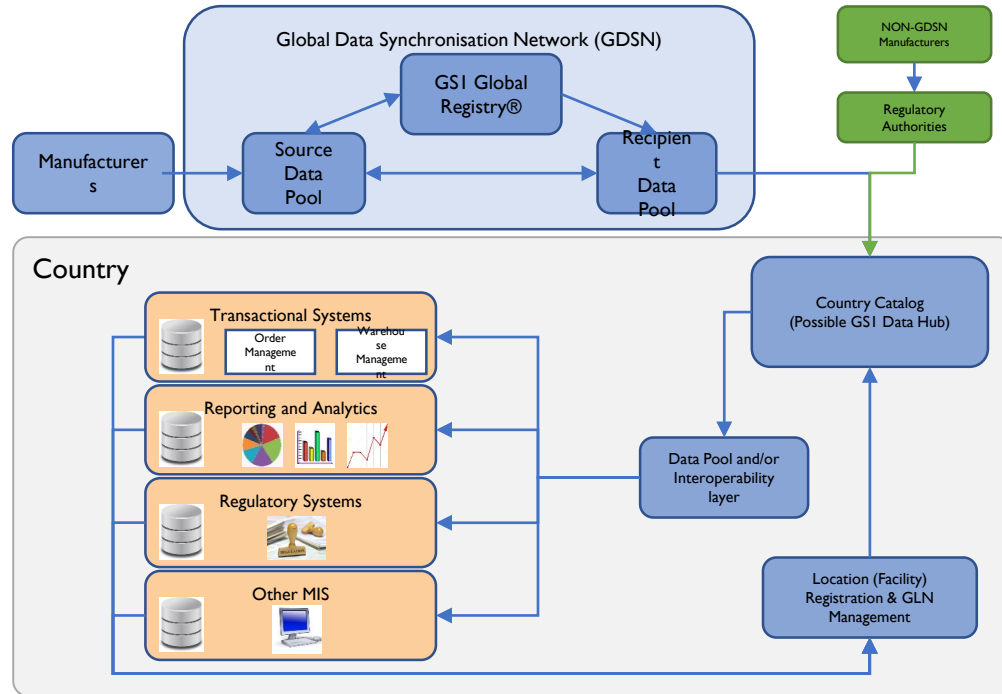 Global Data Synchronisation Network (GDSN)
GS1 Global
Registry®
Manufacturer
s
Source
Data
Pool
Recipien
t
Data
Pool
NON-GDSN
Manufacturers
Regulatory
Authorities
Country
Transactional Systems
Order
Manageme
nt
Warehou
se
Management
Reporting and Analytics
Regulatory Systems
Other MIS
Country Catalog
(Possible GS1 Data Hub)
Data Pool and/or
Interoperability
layer
Location (Facility)
Registration & GLN
Management